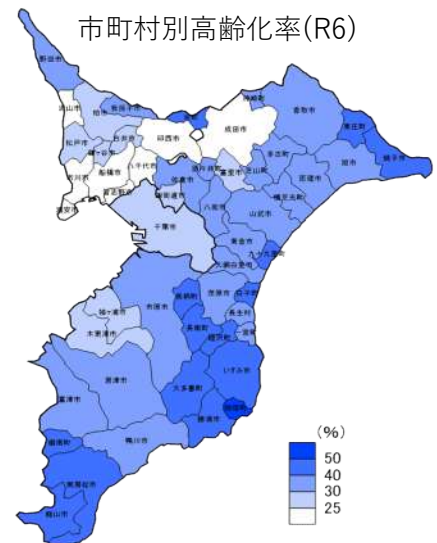 市町村別高齢化率(R6)
野田市
流山市
柏市
我孫子市
松戸市
鎌ケ谷市
白井市
印西市
栄町
成田市
神崎町
香取市
東庄町
銚子市
旭市
匝瑳市
多古町
横芝光町
芝山町
富里市
酒々井町
佐倉市
八街市
四街道市
八千代市
船橋市
市川市
習志野市
浦安市
千葉市
山武市
東金市
九十九里町
大網白里市
茂原市
白子町
長生村
一宮町
長柄町
長南町
睦沢町
市原市
袖ヶ浦市
木更津市
君津市
富津市
いすみ市
大多喜町
勝浦市
御宿町
鴨川市
鋸南町
南房総市
館山市
(%)
50
40
30
25